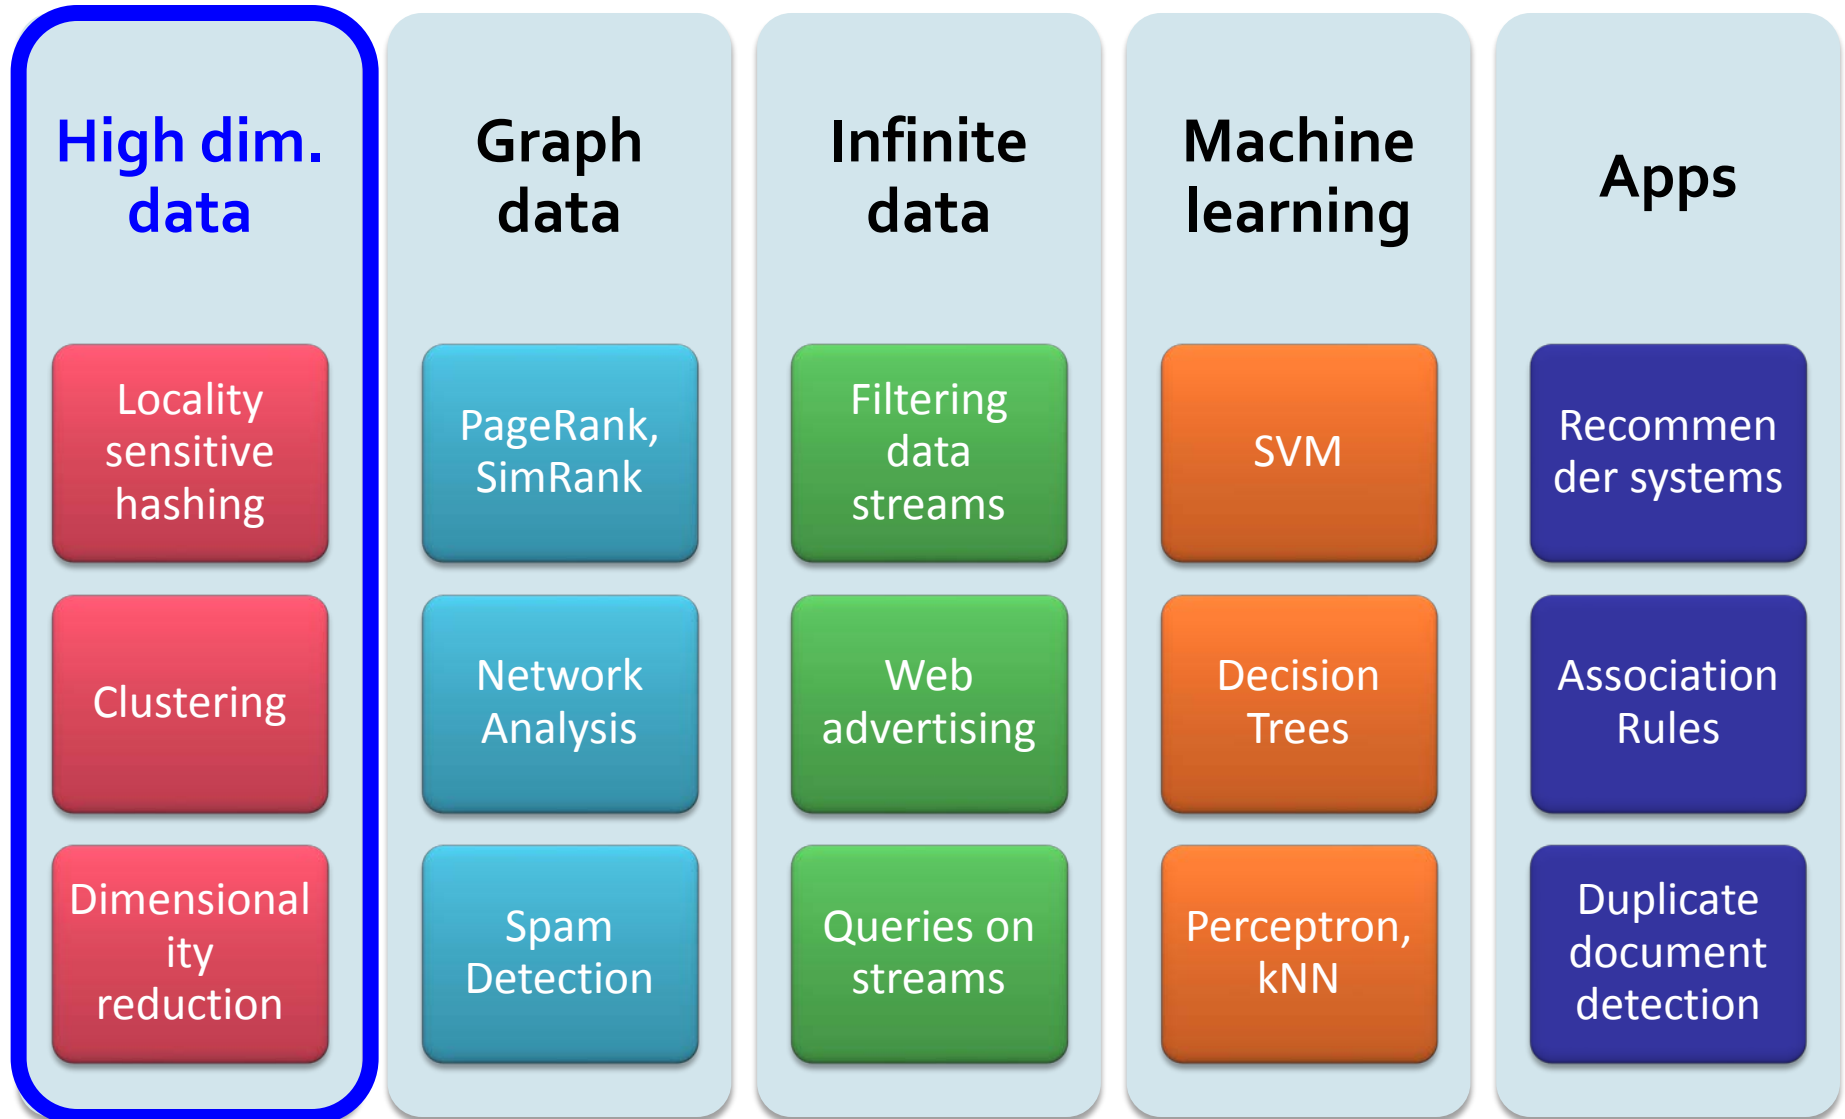 High dim.
data
Locality
sensitive
hashing
Clustering
Dimensional
ity
reduction
Graph
data
PageRank,
SimRank
Network
Analysis
Spam
Detection
Infinite
data
Filtering
data
streams
Web
advertising
Queries on
streams
Machine
learning
SVM
Decision
Trees
Perceptron,
kNN
Apps
Recommen
der systems
Association
Rules
Duplicate
document
detection